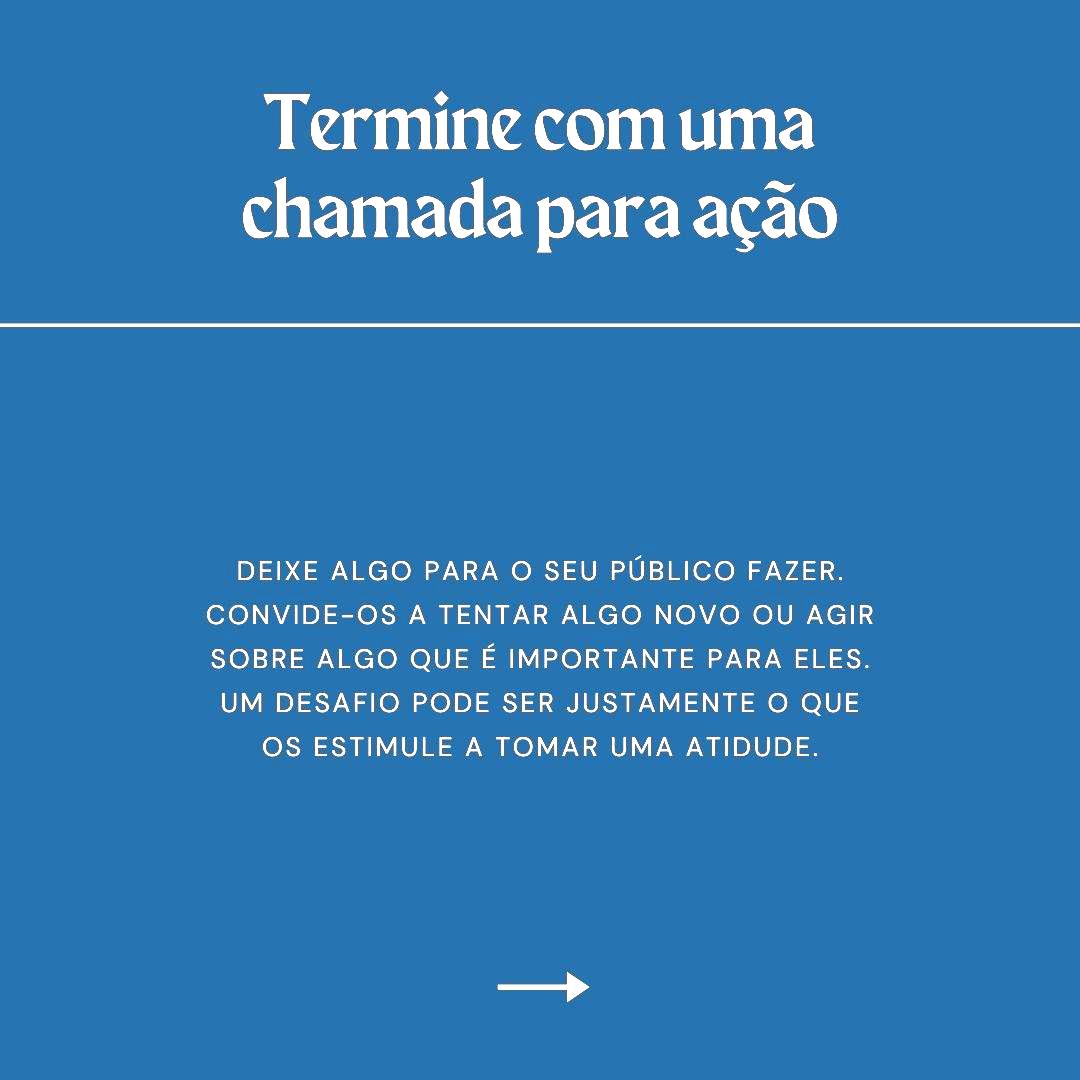 Termine com uma
chamada para ação
DEIXE ALGO PARA O SEU PÚBLICO FAZER.
CONVIDE-OS A TENTAR ALGO NOVO OU AGIR
SOBRE ALGO QUE É IMPORTANTE PARA ELES.
UM DESAFIO PODE SER JUSTAMENTE O QUE
OS ESTIMULE A TOMAR UMA ATIDUDE.